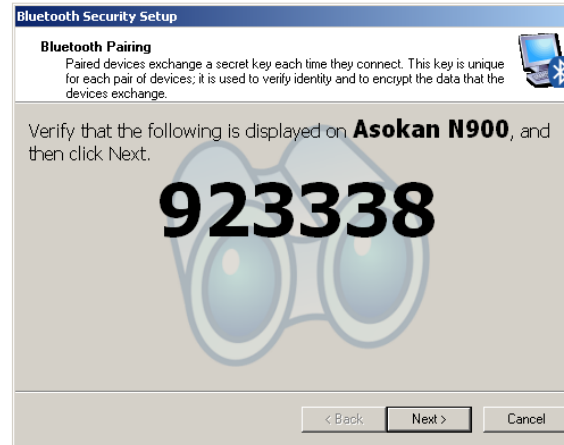 Bluetooth Security Setup
Bluetooth Pairing
Paired devices exchange a secret key each time they connect. This key is unique
for each pair of devices; it is used to verify identity and to encrypt the data that the
devices exchange.
Verify that the following is displayed on Asokan N900, and
then click Next.
923338
< Back Next > Cancel